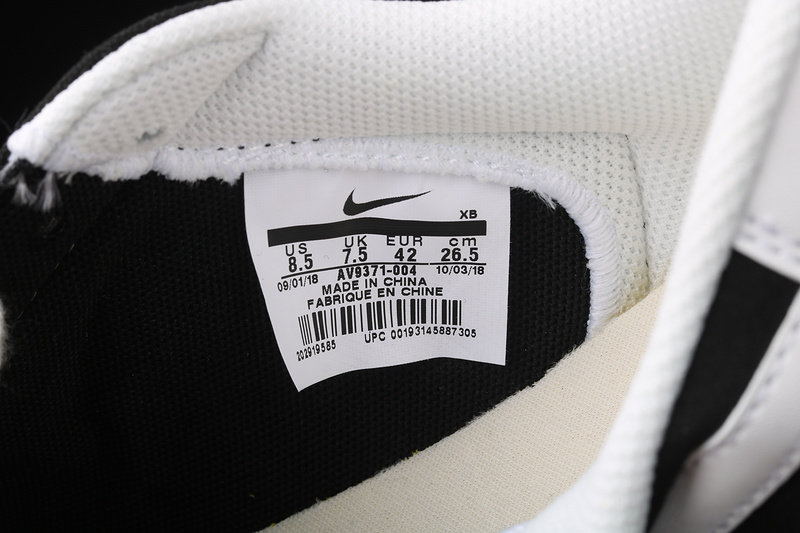 XB
US UK EUR cm
8.5 7.5 42 26.5
09/01/18 AV9371-004 10/03/18
MADE IN CHINA
FABRIQUE EN CHINE
202919585 UPC 00193145887305